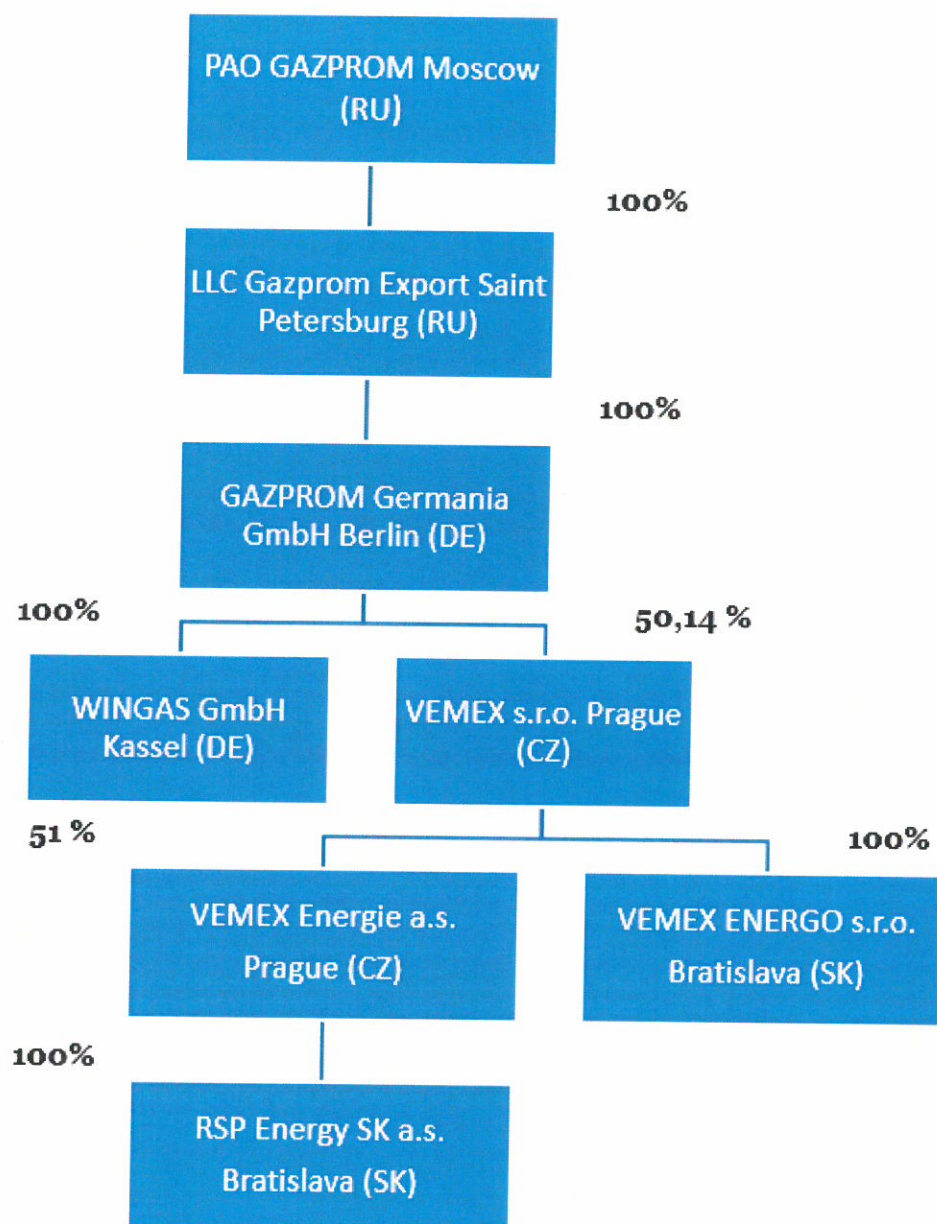 PAO GAZPROM Moscow
(RU)
100%
LLC Gazprom Export Saint
Petersburg (RU)
100%
GAZPROM Germania
GmbH Berlin (DE)
100%
50,14 %
WINGAS GmbH
Kassel (DE)
VEMEX s.r.o. Prague
(CZ)
51 %
100%
VEMEX Energie a.s.
Prague (CZ)
VEMEX ENERGO s.r.o.
Bratislava (SK)
100%
RSP Energy SK a.s.
Bratislava (SK)